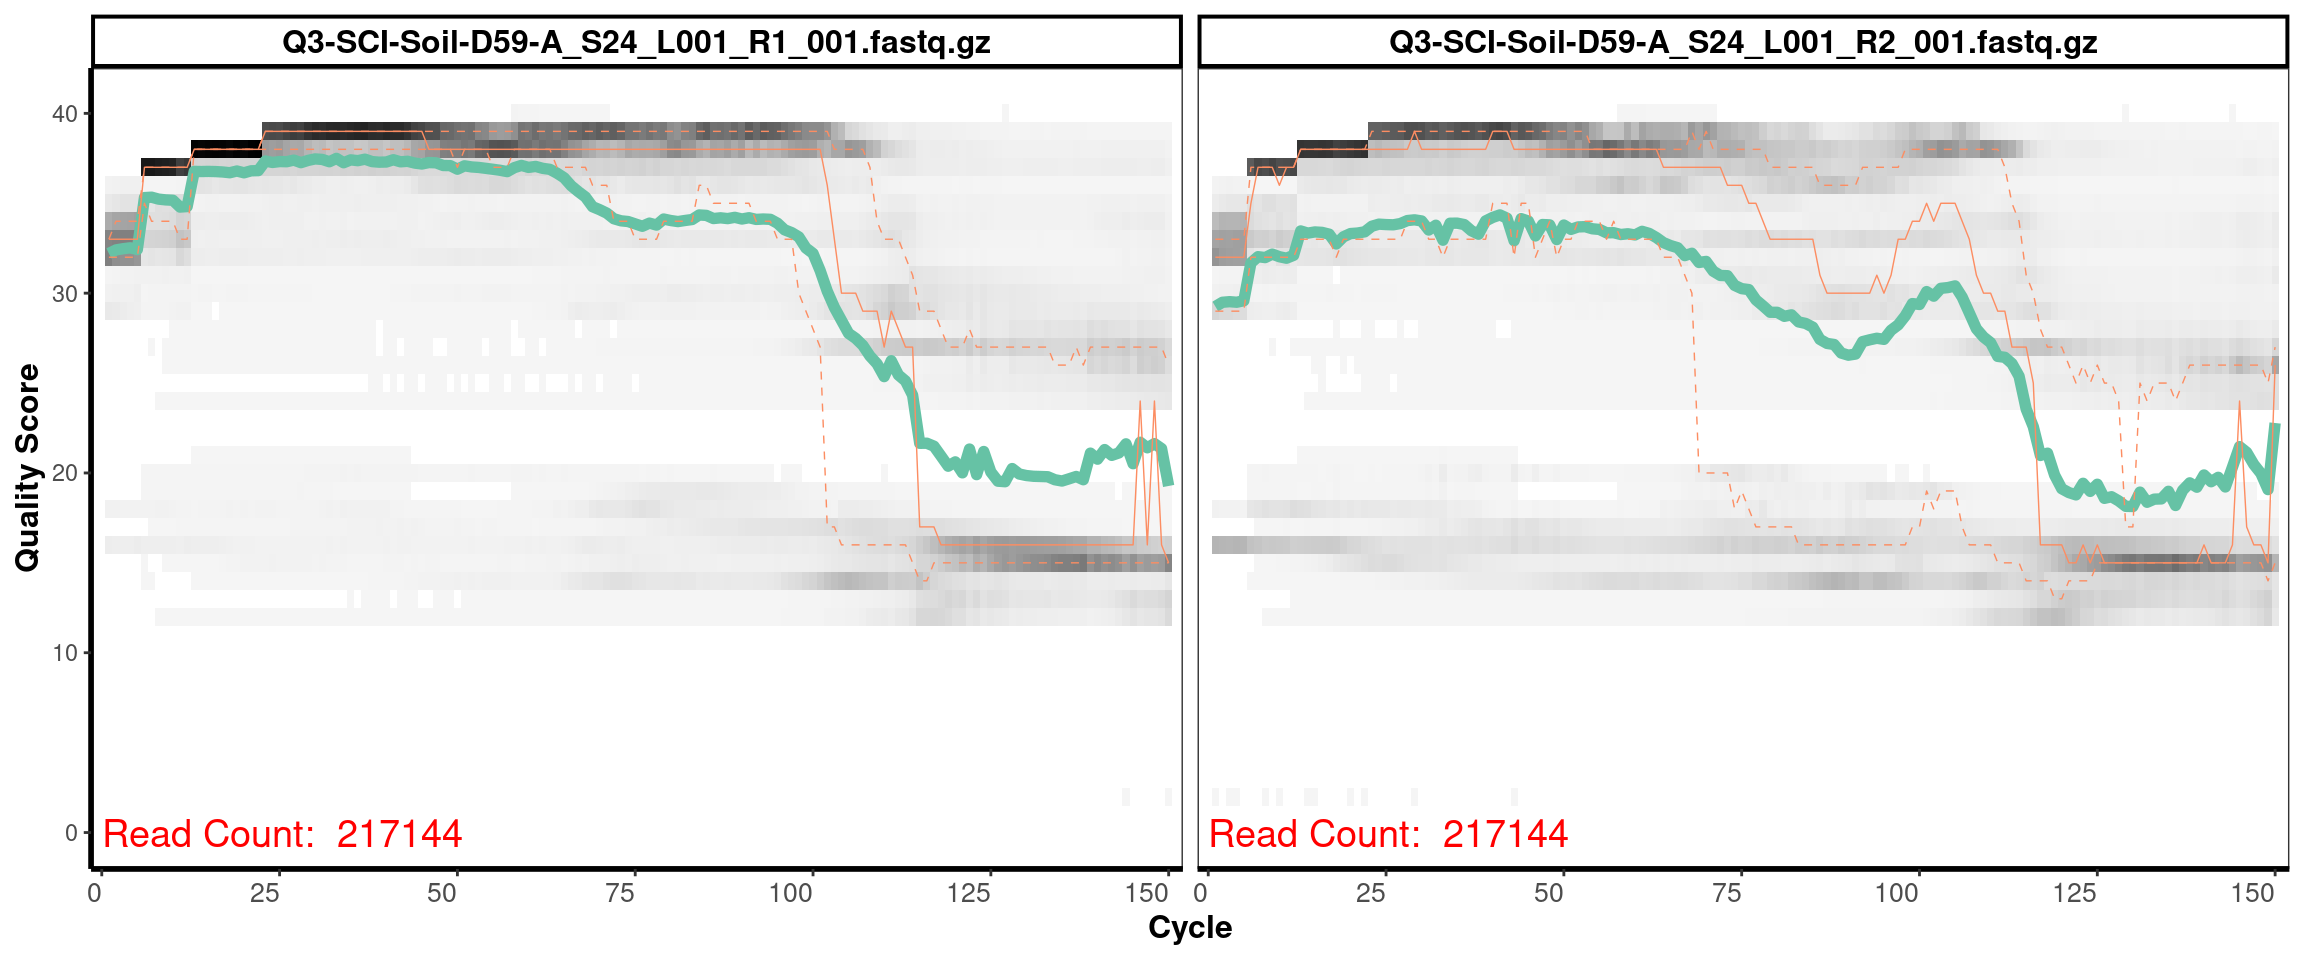 Q3-SCI-Soil-D59-A_S24_L001_R1_001.fastq.gz
Q3-SCI-Soil-D59-A_S24_L001_R2_001.fastq.gz
Quality Score
40
30
20
10
0
Read Count: 217144
Read Count: 217144
0 25 50 75 100 125 150
0 25 50 75 100 125 150
Cycle